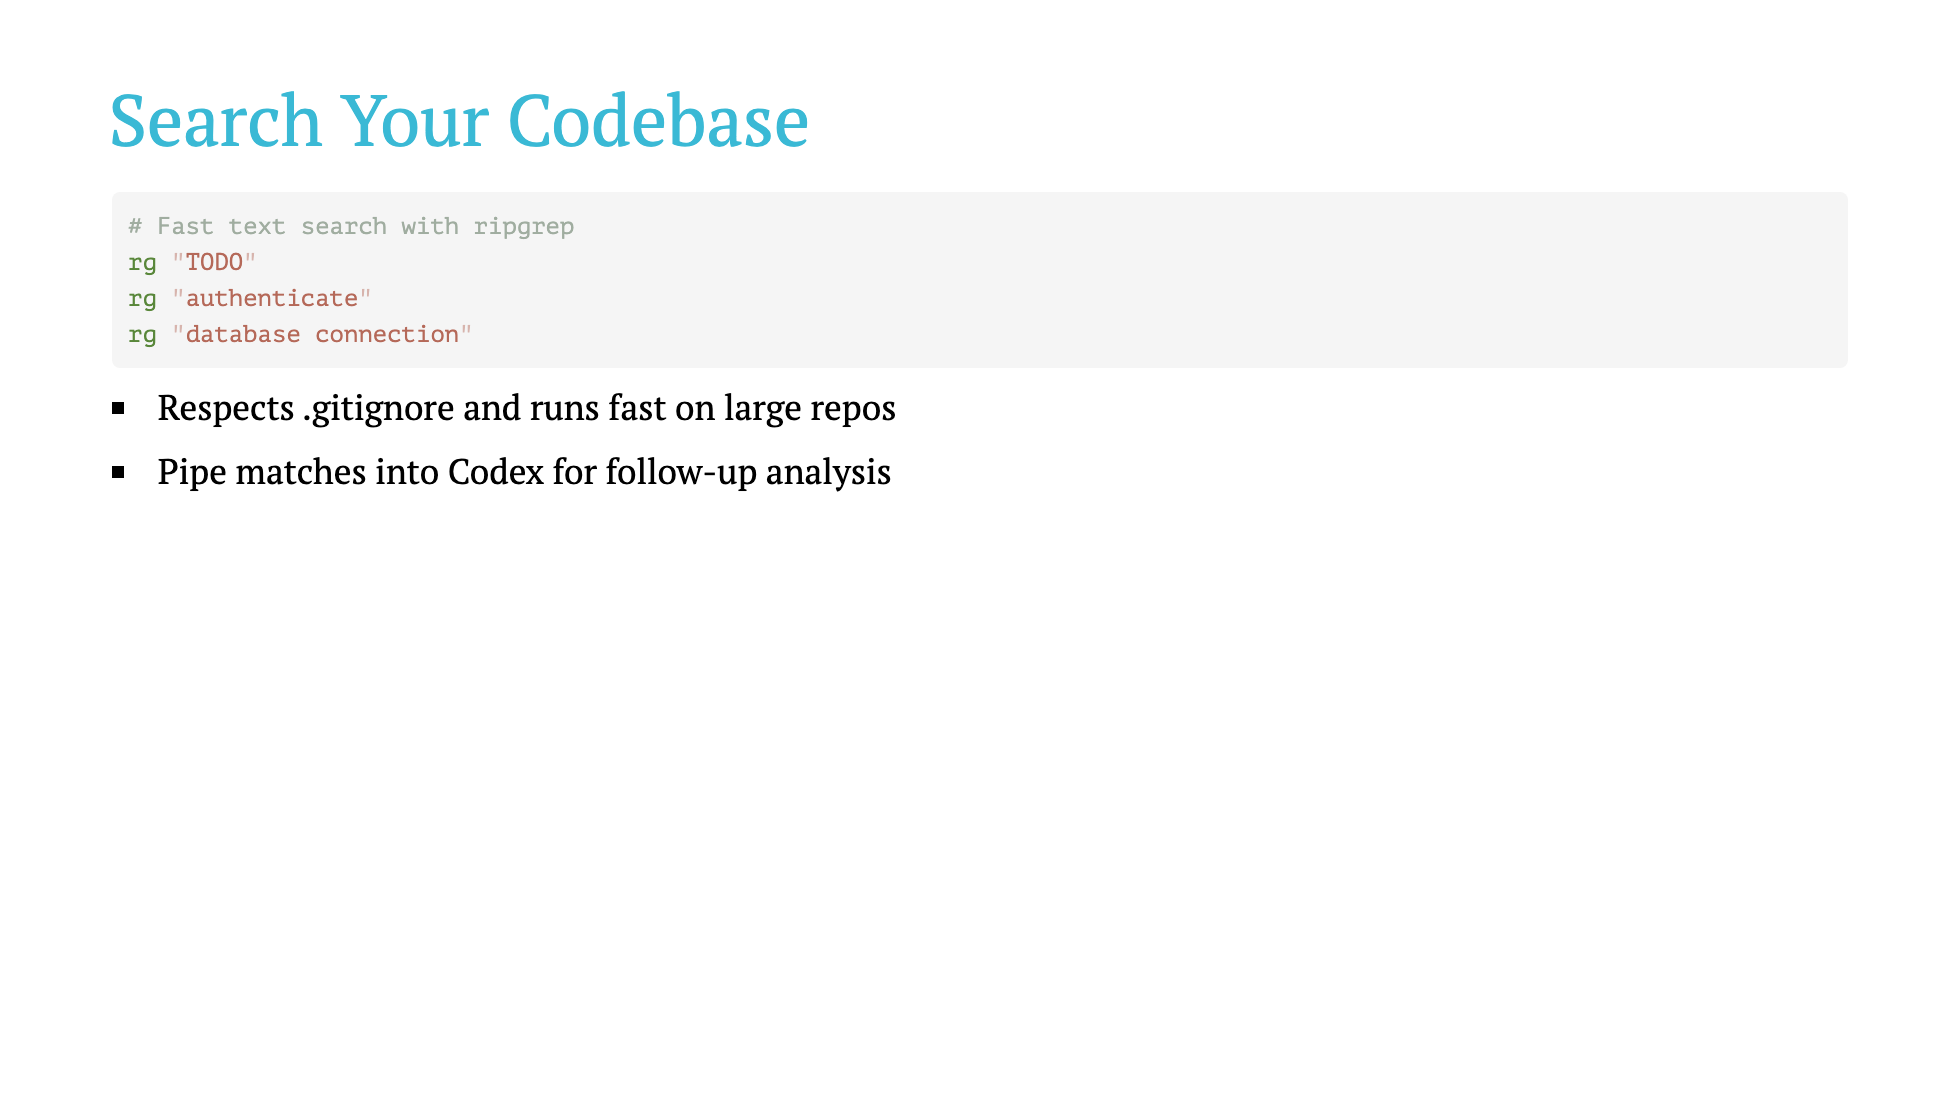 Search Your Codebase
# Fast text search with ripgrep
rg "TODO"
rg "authenticate"
rg "database connection"
Respects .gitignore and runs fast on large repos
Pipe matches into Codex for follow-up analysis